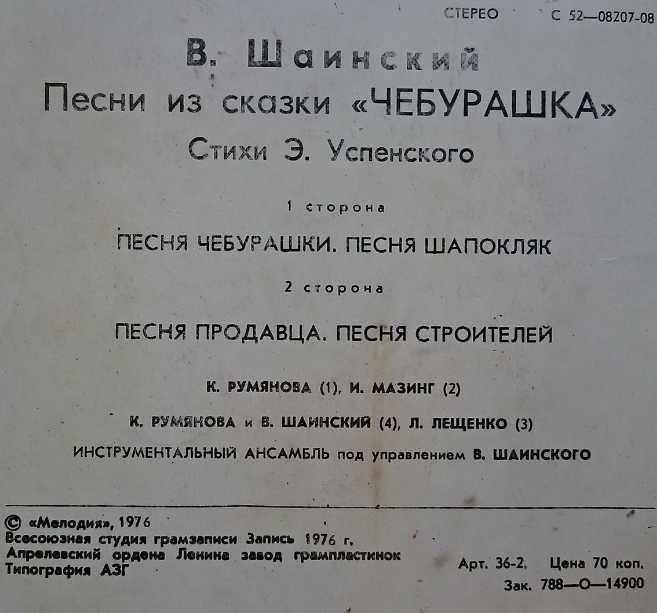 СТЕРЕО С 52—08207-08
В. Шаинский
Песни из сказки «ЧЕБУРАШКА»
Стихи Э. Успенского
1 сторона
ПЕСНЯ ЧЕБУРАШКИ. ПЕСНЯ ШАПОКЛЯК
2 сторона
ПЕСНЯ ПРОДАВЦА. ПЕСНЯ СТРОИТЕЛЕЙ
К. РУМЯНОВА (1), И. МАЗИНГ (2)
К. РУМЯНОВА и В. ШАИНСКИЙ (4), Л. ЛЕЩЕНКО (3)
ИНСТРУМЕНТАЛЬНЫЙ АНСАМБЛЬ под управлением В. ШАИНСКОГО
© «Мелодия», 1976
Всесоюзная студия грамзаписи Запись 1976 г.
Апрелевский ордена Ленина завод грампластинок
Типография АЗГ
Арт. 36-2. Цена 70 коп.
Зак. 788—О—14900